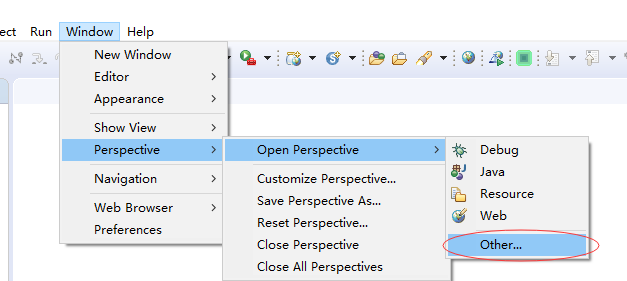 ect Run Window Help
New Window
Editor
Appearance
Show View
Perspective
Navigation
Web Browser
Preferences
Open Perspective
Customize Perspective...
Save Perspective As...
Reset Perspective...
Close Perspective
Close All Perspectives
Debug
Java
Resource
Web
Other...